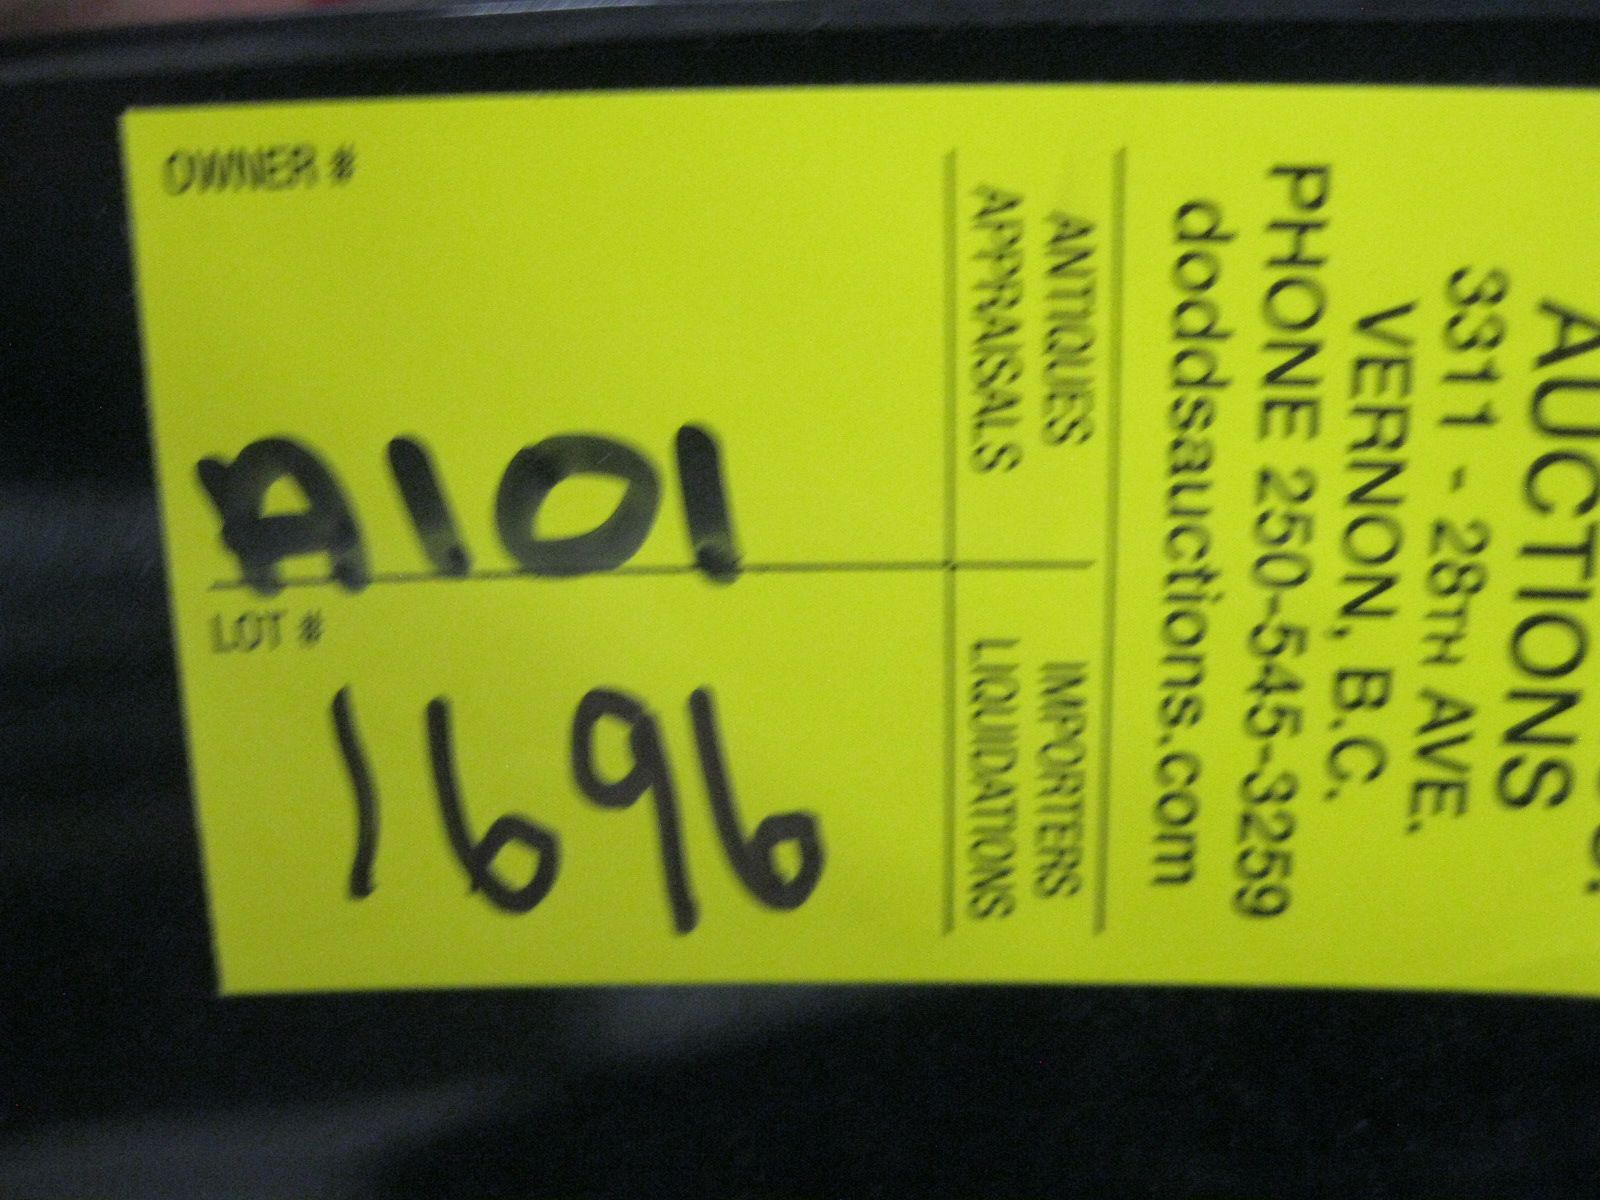 OWNER #
A101
LOT #
1696
AUCTIONS
3311 - 28TH AVE.
VERNON, B.C.
PHONE 250-545-3259
doddsauctions.com
ANTIQUES
APPRAISALS
IMPORTERS
LIQUIDATIONS